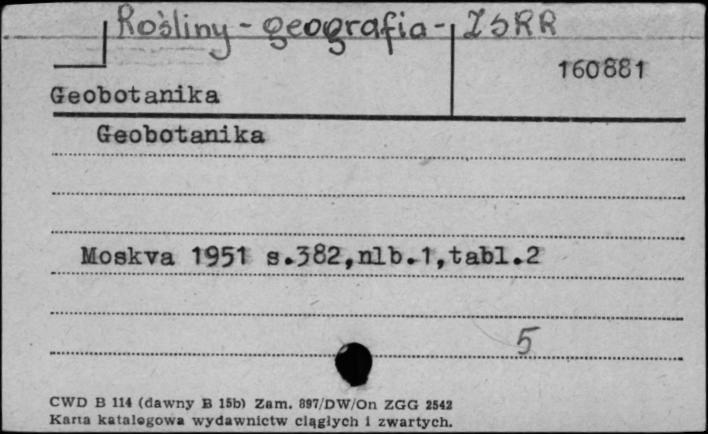 Rośliny - geografia - ZSRR
160881
Geobotanika
Geobotanika
Moskva 1951 s.382,nlb.1,tabl.2
5
CWD B 114 (dawny B 15b) Zam. 897/DW/On ZGG 2542
Karta katalogowa wydawnictw ciągłych i zwartych.